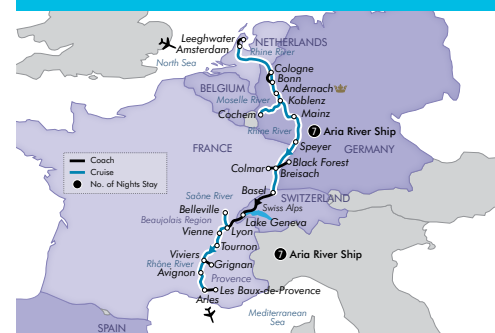 Leeghwater
Amsterdam
NETHERLANDS
Rhine River
North Sea
Cologne
Bonn
Andernach
BELGIUM
Moselle River
Koblenz
Cochem
Mainz
Rhine River
7 Aria River Ship
Speyer
FRANCE
GERMANY
Coach
Cruise
No. of Nights Stay
Black Forest
Colmar
Breisach
Basel
SWITZERLAND
Saône River
Swiss Alps
Belleville
Lake Geneva
Beaujolais Region
Vienne
Lyon
Tournon
7 Aria River Ship
Viviers
Rhône River
Grignan
Avignon
Provence
Les Baux-de-Provence
Arles
Mediterranean
Sea
SPAIN